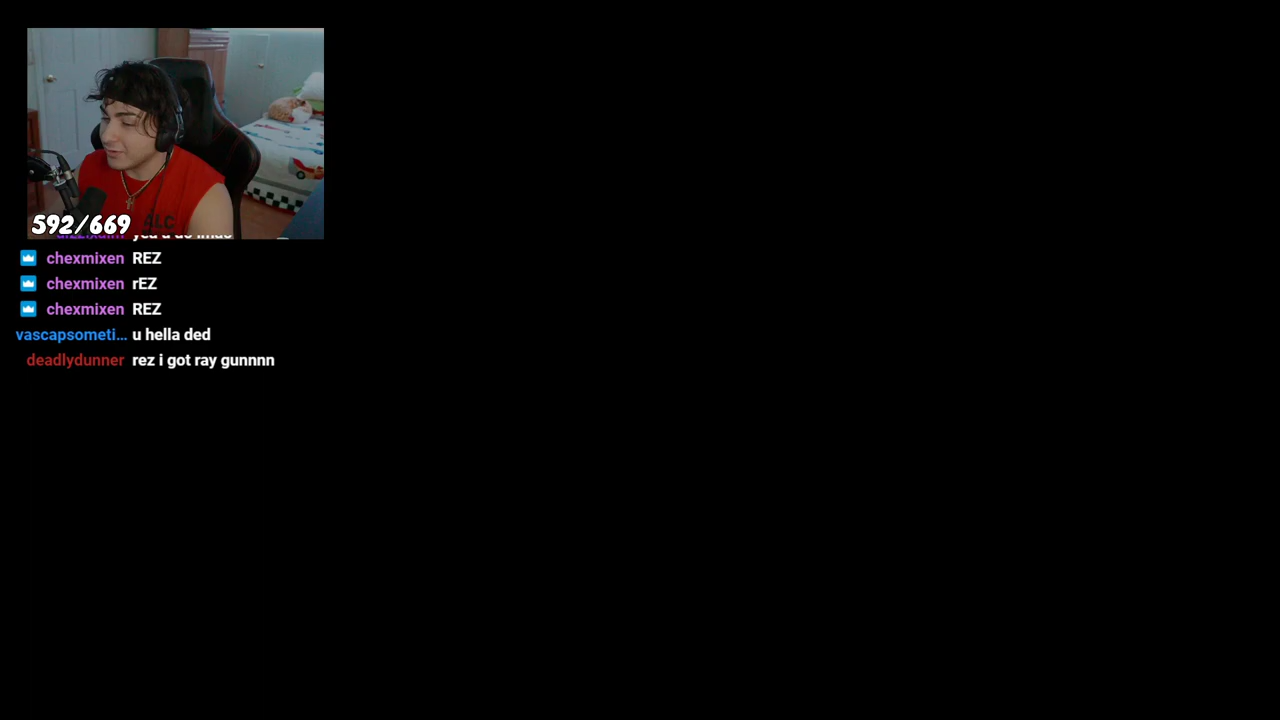 592/669
chexmixen REZ
chexmixen rEZ
chexmixen REZ
vascapsometi... u hella ded
deadlydunner rez i got ray gunnnn